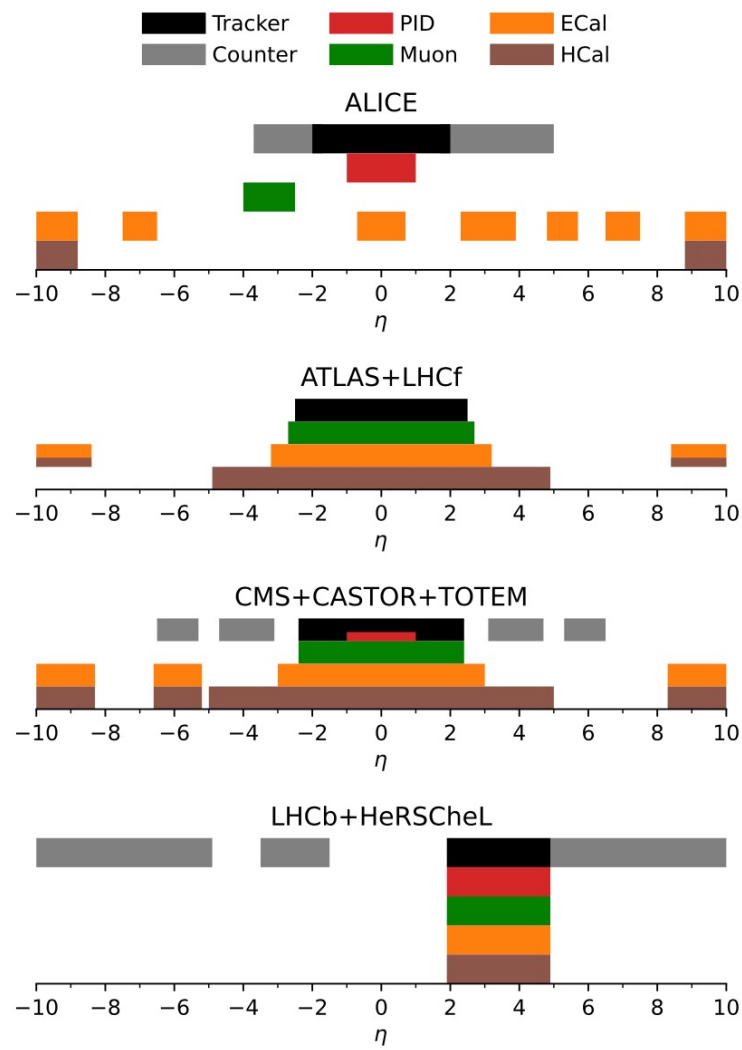 Tracker PID ECal
Counter Muon HCal
ALICE
−10 −8 −6 −4 −2 0 2 4 6 8 10
η
ATLAS+LHCf
−10 −8 −6 −4 −2 0 2 4 6 8 10
η
CMS+CASTOR+TOTEM
−10 −8 −6 −4 −2 0 2 4 6 8 10
η
LHCb+HeRSCheL
−10 −8 −6 −4 −2 0 2 4 6 8 10
η